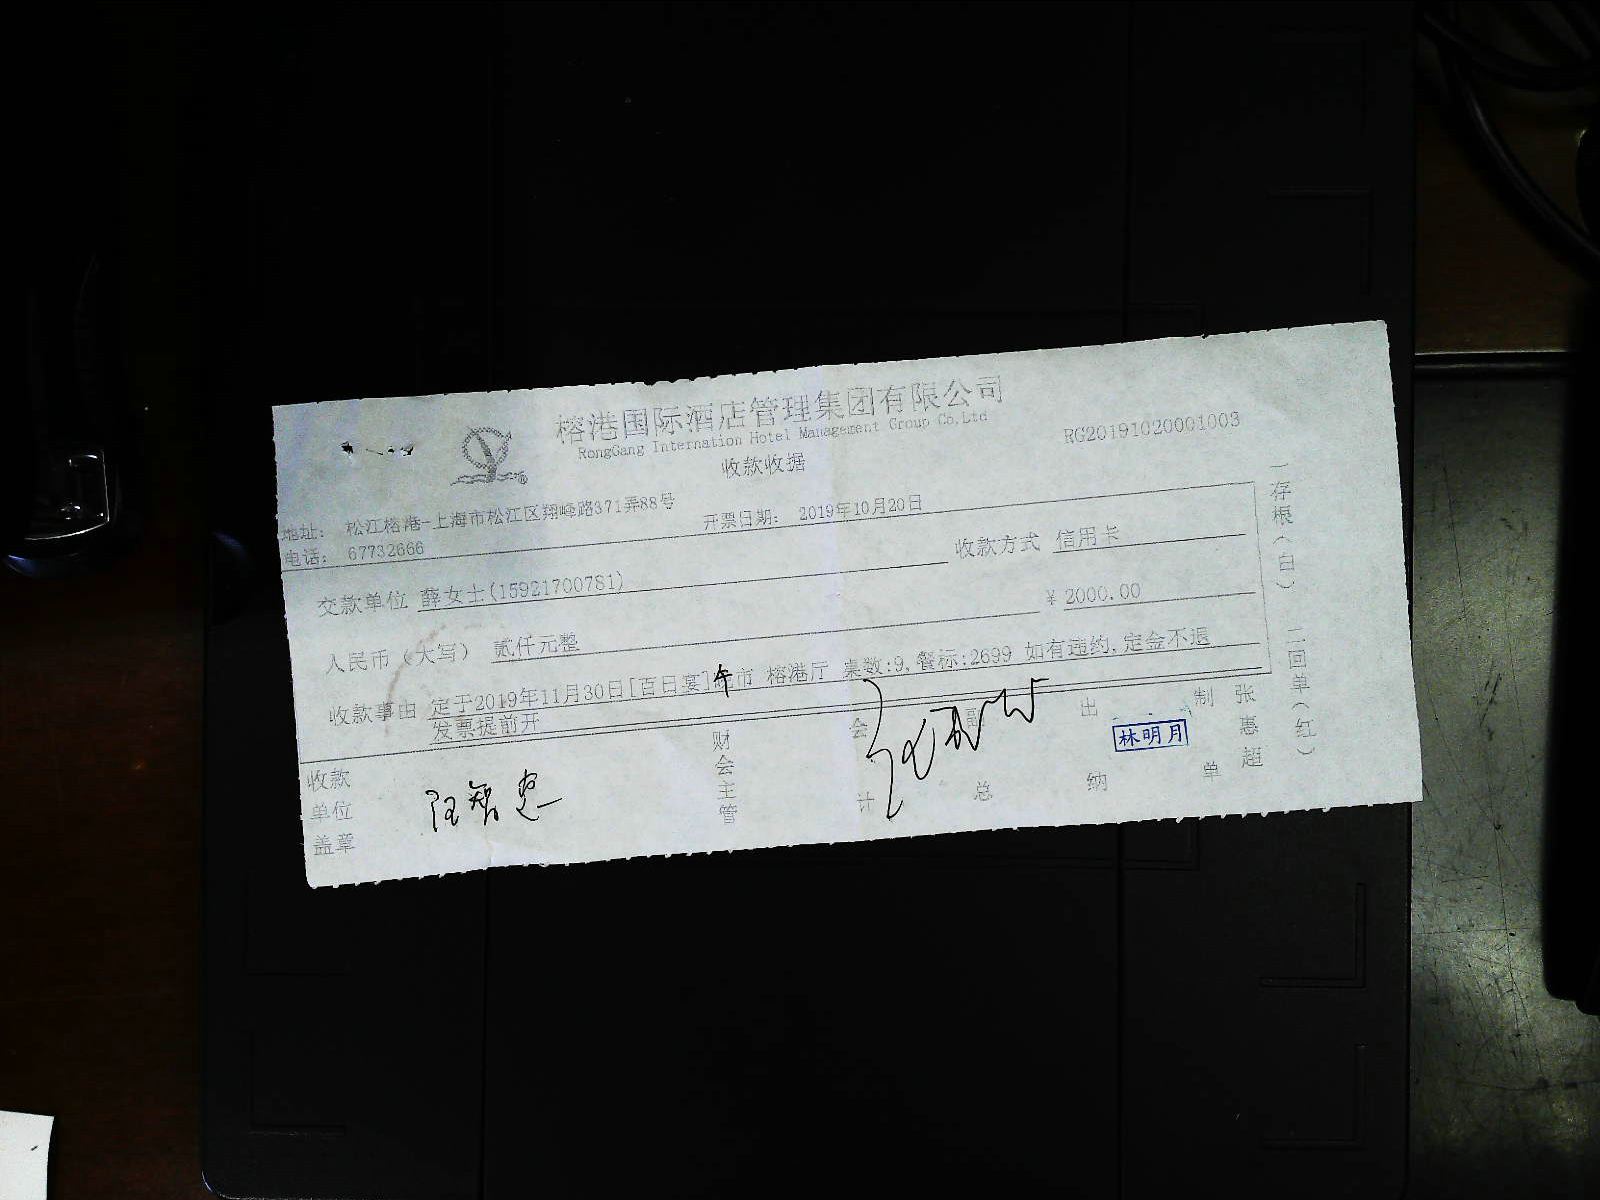 榕港国际酒店管理集团有限公司
RongGang Internation Hotel Management Group Co,Ltd
RG20191020001003
收款收据
地址: 松江榕港-上海市松江区翔峰路371弄88号
开票日期: 2019年10月20日
电话: 67732666
交款单位 薛女士(15921700781)
收款方式 信用卡
人民币（大写） 贰仟元整
¥ 2000.00
收款事由 定于2019年11月30日[百日宴]午市 榕港厅 桌数:9,餐标:2699 如有违约,定金不退
发票提前开
收款单位盖章
财会主管
会计
副总
出纳
林明月
制单
张惠超
一存根（白） 二回单（红）